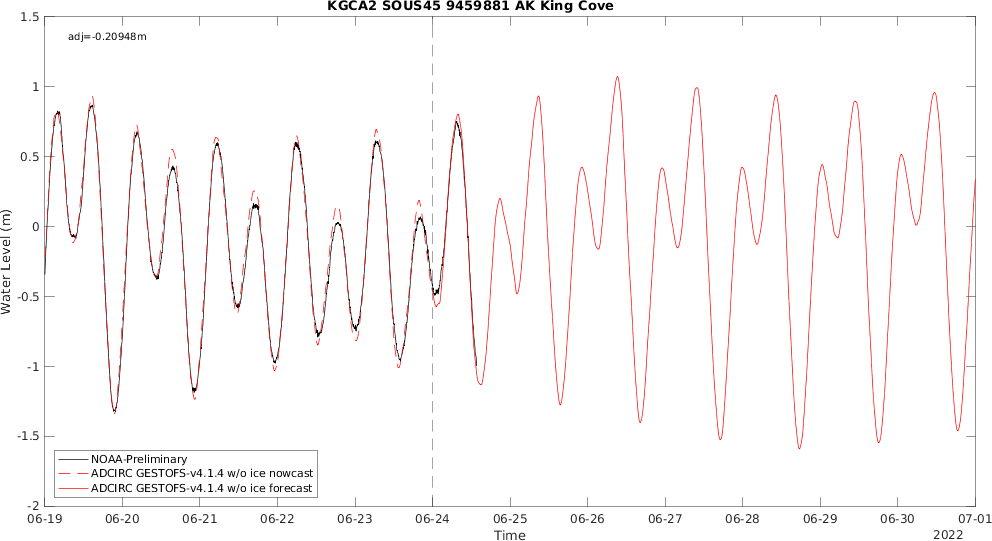 KGCA2 SOUS45 9459881 AK King Cove
adj=-0.20948m
1.5
1
0.5
0
-0.5
-1
-1.5
-2
Water Level (m)
NOAA-Preliminary
ADCIRC GESTOFS-v4.1.4 w/o ice nowcast
ADCIRC GESTOFS-v4.1.4 w/o ice forecast
06-19 06-20 06-21 06-22 06-23 06-24 06-25 06-26 06-27 06-28 06-29 06-30 07-01
Time
2022